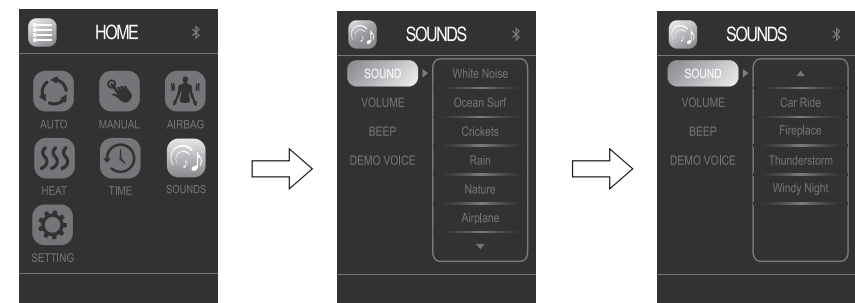 HOME
AUTO MANUAL AIRBAG
HEAT TIME SOUNDS
SETTING
SOUNDS
SOUND White Noise
VOLUME Ocean Surf
BEEP Crickets
DEMO VOICE Rain
Nature
Airplane
SOUNDS
SOUND
VOLUME Car Ride
BEEP Fireplace
DEMO VOICE Thunderstorm
Windy Night